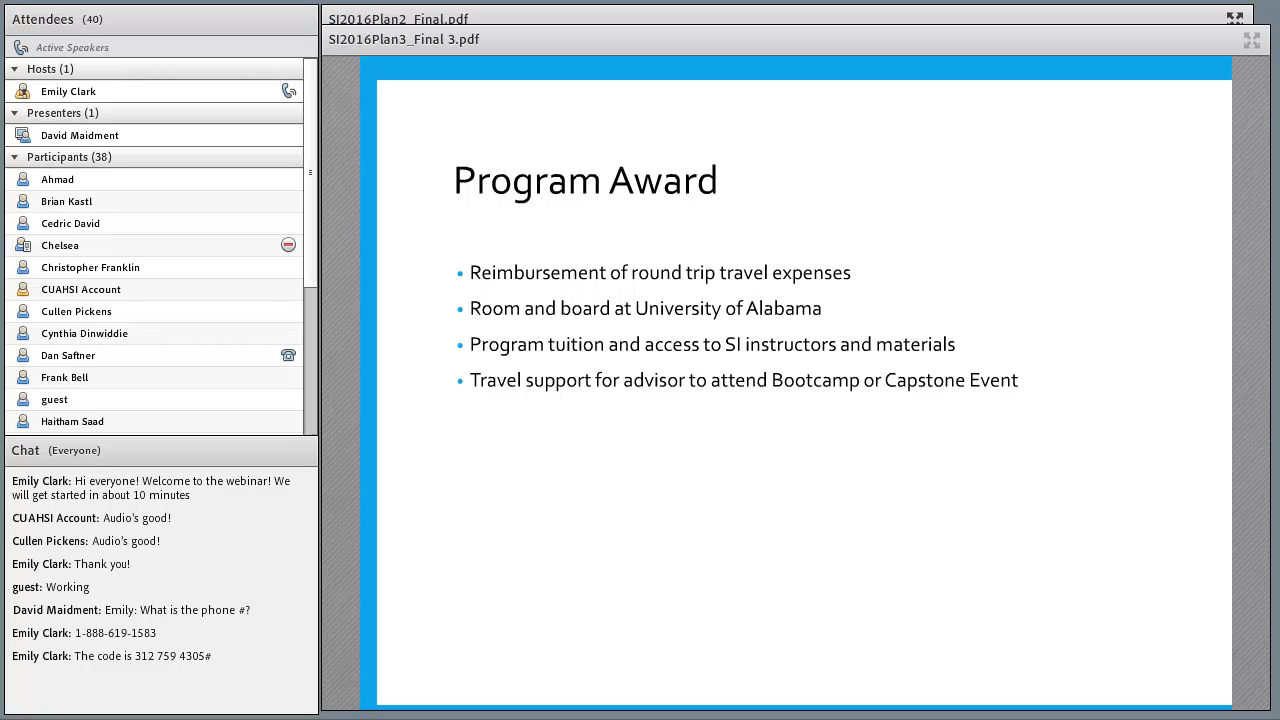 Attendees (40)
Active Speakers
Hosts (1)
Emily Clark
Presenters (1)
David Maidment
Participants (38)
Ahmad
Brian Kastl
Cedric David
Chelsea
Christopher Franklin
CUAHSI Account
Cullen Pickens
Cynthia Dinwiddie
Dan Saftner
Frank Bell
guest
Haitham Saad
Chat (Everyone)
Emily Clark: Hi everyone! Welcome to the webinar! We
will get started in about 10 minutes
CUAHSI Account: Audio's good!
Cullen Pickens: Audio's good!
Emily Clark: Thank you!
guest: Working
David Maidment: Emily: What is the phone #?
Emily Clark: 1-888-619-1583
Emily Clark: The code is 312 759 4305#
SI2016Plan2_Final.pdf
SI2016Plan3_Final 3.pdf
Program Award
• Reimbursement of round trip travel expenses
• Room and board at University of Alabama
• Program tuition and access to SI instructors and materials
• Travel support for advisor to attend Bootcamp or Capstone Event